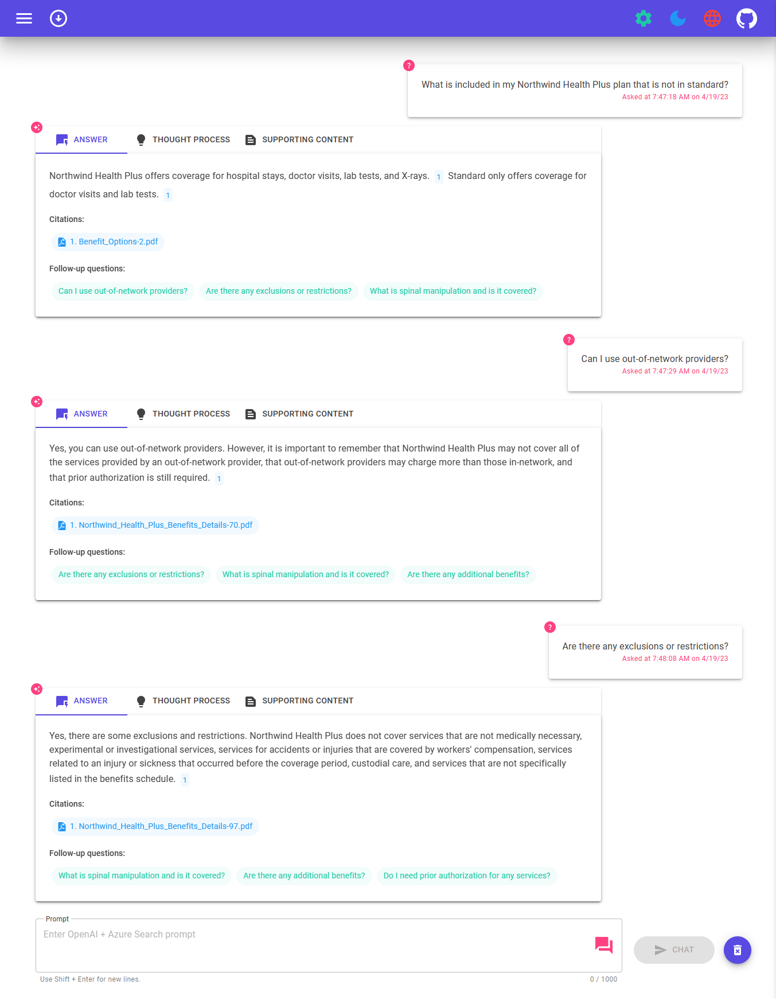 ?
What is included in my Northwind Health Plus plan that is not in standard?
Asked at 7:47:18 AM on 4/19/23
ANSWER THOUGHT PROCESS SUPPORTING CONTENT
Northwind Health Plus offers coverage for hospital stays, doctor visits, lab tests, and X-rays. 1 Standard only offers coverage for
doctor visits and lab tests. 1
Citations:
1. Benefit_Options-2.pdf
Follow-up questions:
Can I use out-of-network providers? Are there any exclusions or restrictions? What is spinal manipulation and is it covered?
?
Can I use out-of-network providers?
Asked at 7:47:29 AM on 4/19/23
ANSWER THOUGHT PROCESS SUPPORTING CONTENT
Yes, you can use out-of-network providers. However, it is important to remember that Northwind Health Plus may not cover all of
the services provided by an out-of-network provider, that out-of-network providers may charge more than those in-network, and
that prior authorization is still required. 1
Citations:
1. Northwind_Health_Plus_Benefits_Details-70.pdf
Follow-up questions:
Are there any exclusions or restrictions? What is spinal manipulation and is it covered? Are there any additional benefits?
?
Are there any exclusions or restrictions?
Asked at 7:48:08 AM on 4/19/23
ANSWER THOUGHT PROCESS SUPPORTING CONTENT
Yes, there are some exclusions and restrictions. Northwind Health Plus does not cover services that are not medically necessary,
experimental or investigational services, services for accidents or injuries that are covered by workers' compensation, services
related to an injury or sickness that occurred before the coverage period, custodial care, and services that are not specifically
listed in the benefits schedule. 1
Citations:
1. Northwind_Health_Plus_Benefits_Details-97.pdf
Follow-up questions:
What is spinal manipulation and is it covered? Are there any additional benefits? Do I need prior authorization for any services?
Prompt
Enter OpenAI + Azure Search prompt
CHAT
Use Shift + Enter for new lines. 0 / 1000